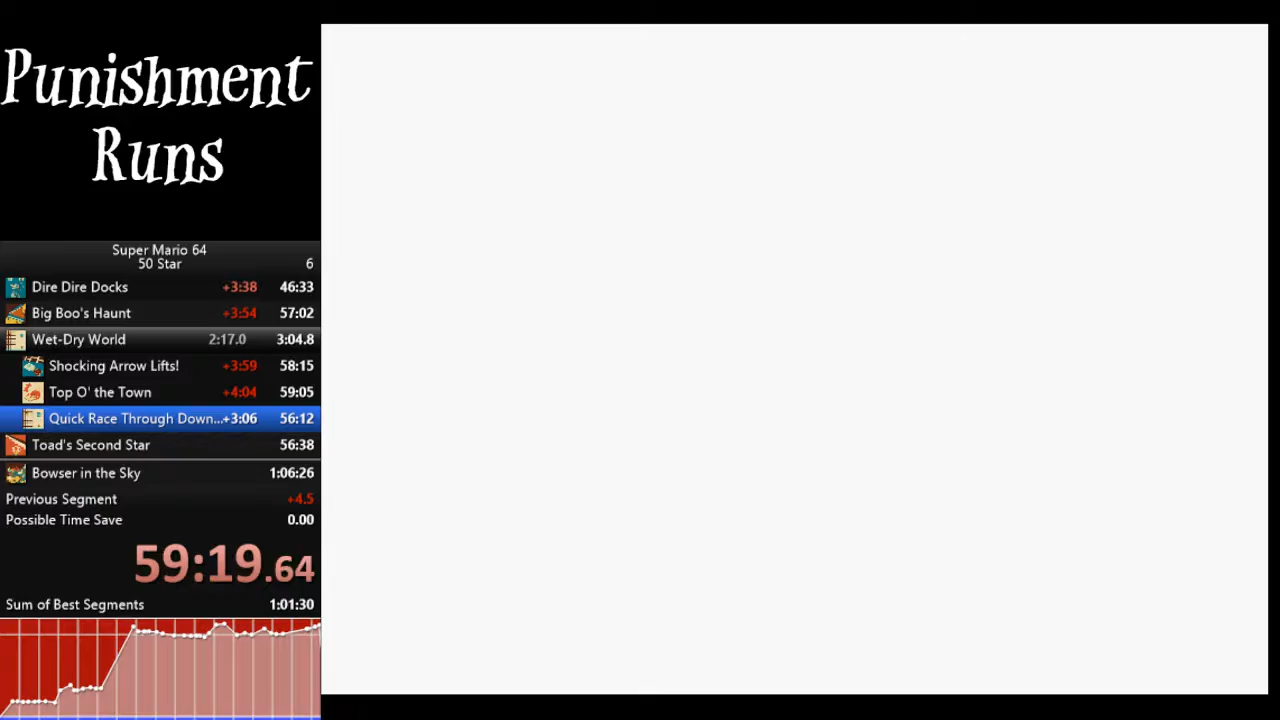 Punishment
Runs
Super Mario 64
50 Star 6
Dire Dire Docks +3:38 46:33
Big Boo's Haunt +3:54 57:02
Wet-Dry World 2:17.0 3:04.8
Shocking Arrow Lifts! +3:59 58:15
Top O' the Town +4:04 59:05
Quick Race Through Down...+3:06 56:12
Toad's Second Star 56:38
Bowser in the Sky 1:06:26
Previous Segment +4.5
Possible Time Save 0.00
59:19.64
Sum of Best Segments 1:01:30